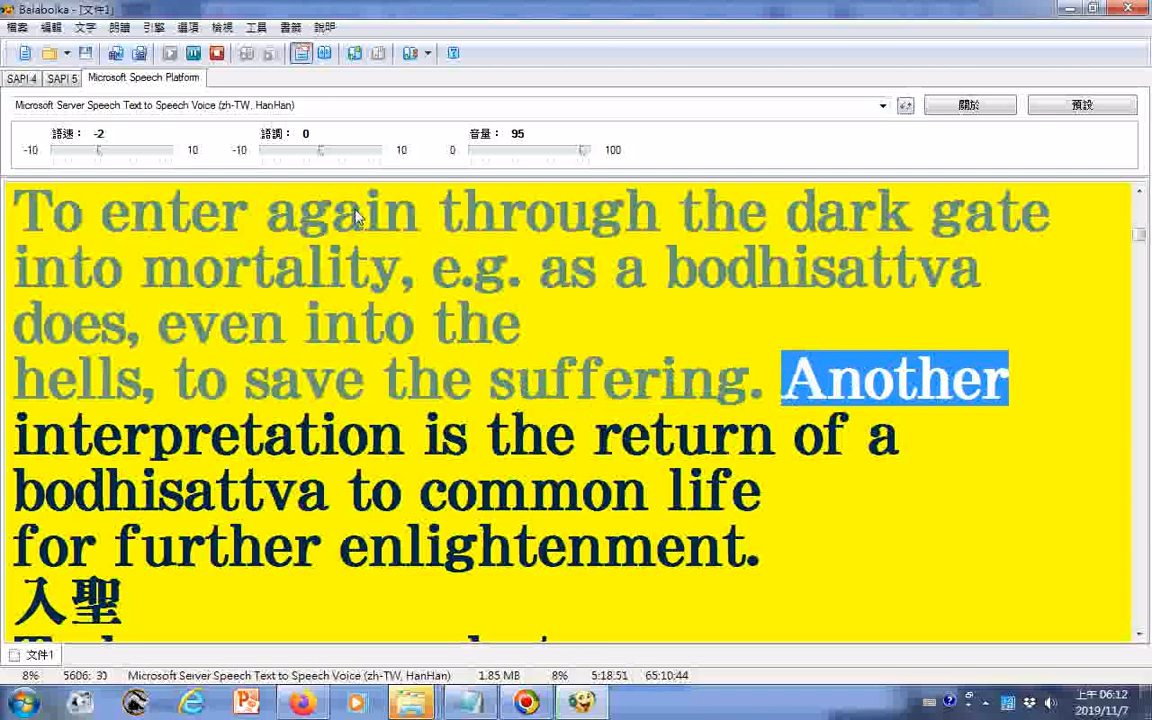 Balabolka - [文件1]
檔案 編輯 文字 朗讀 引擎 選項 檢視 工具 書籤 說明
SAPI 4 SAPI 5 Microsoft Speech Platform
Microsoft Server Speech Text to Speech Voice (zh-TW, HanHan)
關於 預設
語速： -2 語調： 0 音量： 95
-10 10 -10 10 0 100
To enter again through the dark gate
into mortality, e.g. as a bodhisattva
does, even into the
hells, to save the suffering. Another
interpretation is the return of a
bodhisattva to common life
for further enlightenment.
入聖
文件1
8% 5606: 30 Microsoft Server Speech Text to Speech Voice (zh-TW, HanHan) 1.85 MB 8% 5:18:51 65:10:44
上午 06:12
2019/11/7